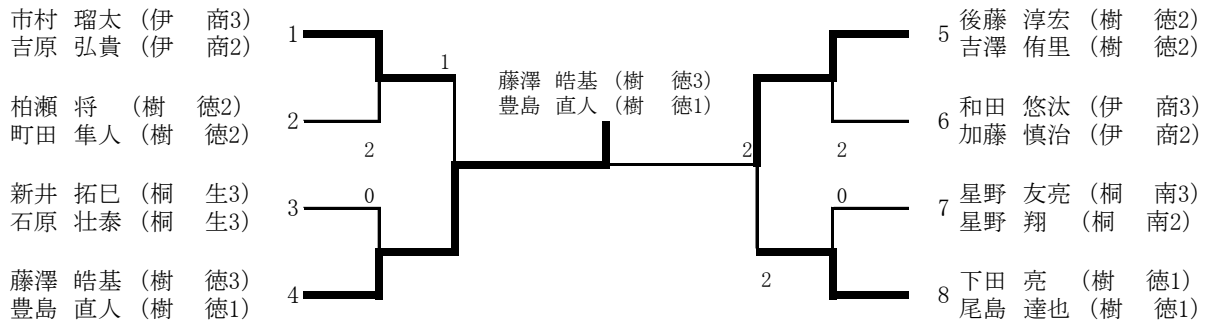 市村 瑠太 (伊 商3)
吉原 弘貴 (伊 商2)
1
柏瀬 将 (樹 徳2)
町田 隼人 (樹 徳2)
2
新井 拓巳 (桐 生3)
石原 壮泰 (桐 生3)
3
藤澤 皓基 (樹 徳3)
豊島 直人 (樹 徳1)
4
1
2
0
藤澤 皓基 (樹 徳3)
豊島 直人 (樹 徳1)
2
2
0
2
5
後藤 淳宏 (樹 徳2)
吉澤 侑里 (樹 徳2)
6
和田 悠汰 (伊 商3)
加藤 慎治 (伊 商2)
7
星野 友亮 (桐 南3)
星野 翔 (桐 南2)
8
下田 亮 (樹 徳1)
尾島 達也 (樹 徳1)